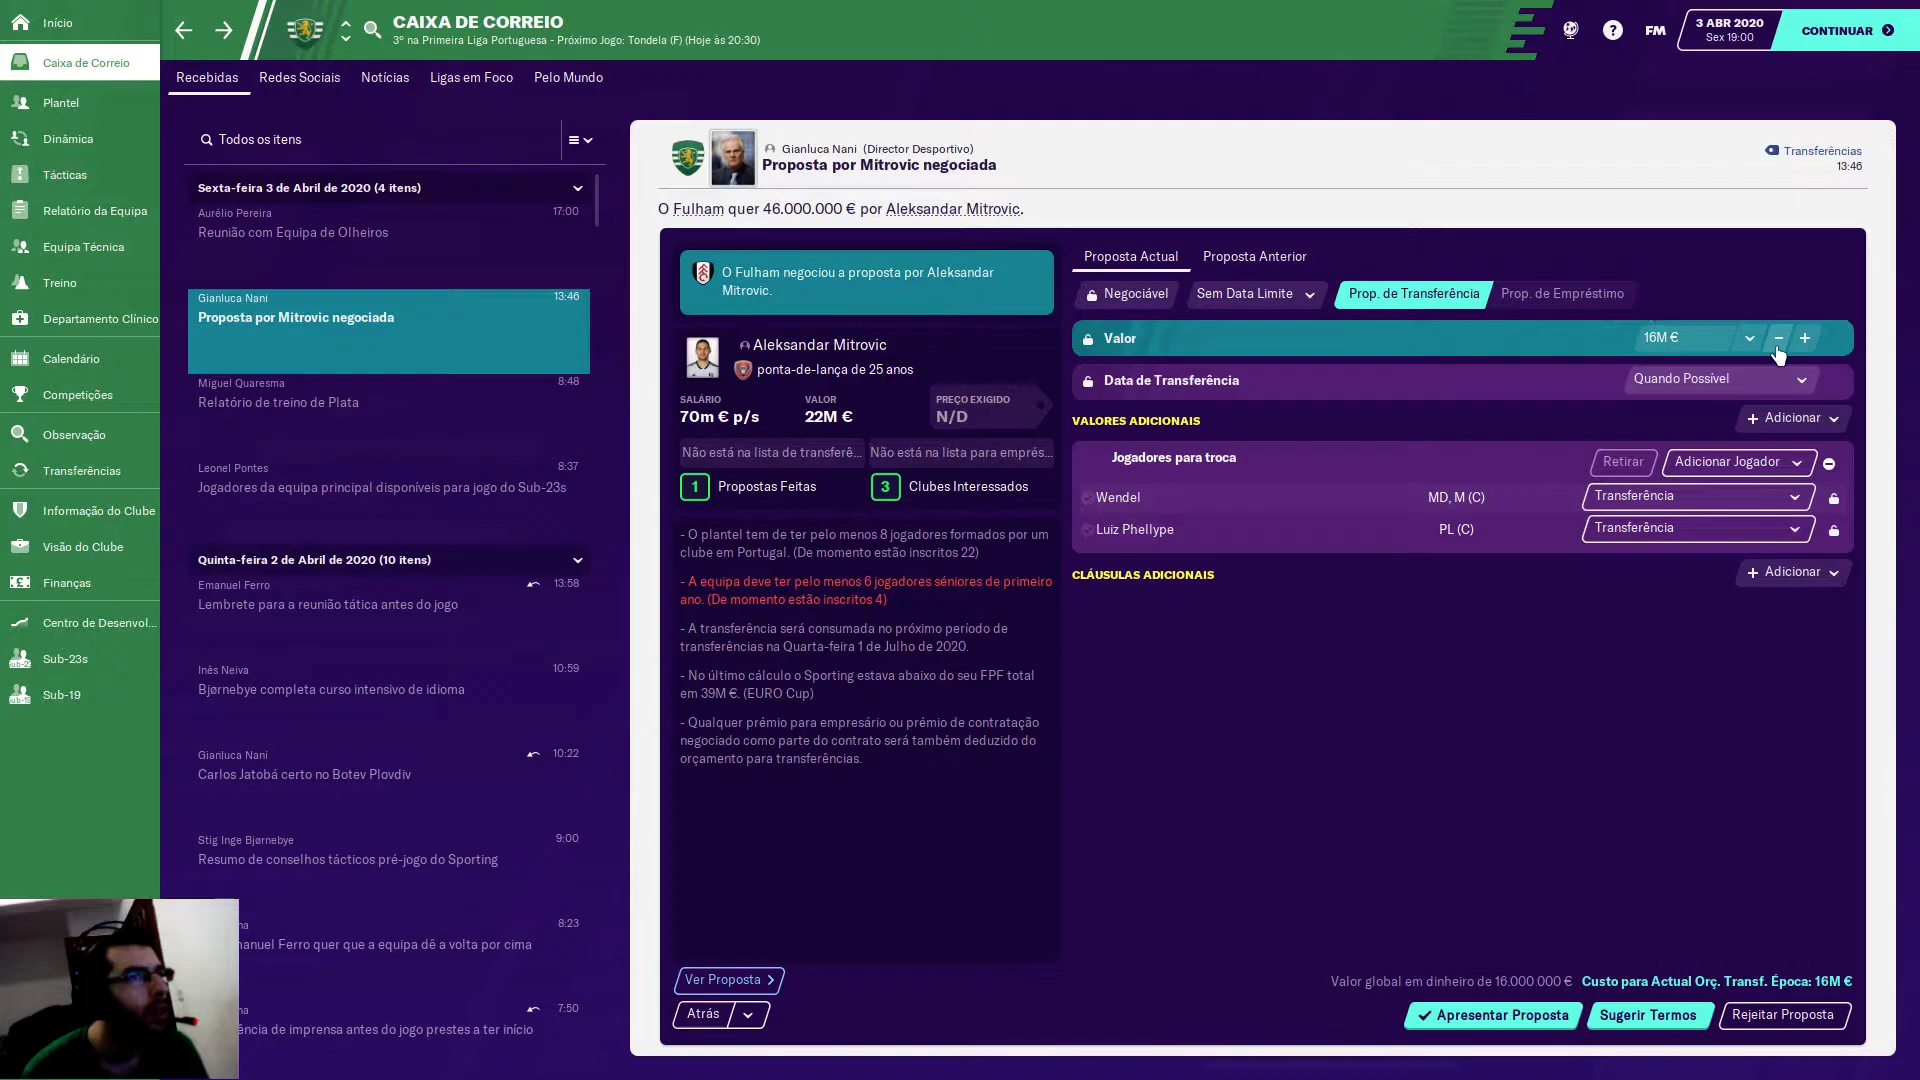 Início
CAIXA DE CORREIO
3º na Primeira Liga Portuguesa - Próximo Jogo: Tondela (F) (Hoje às 20:30)
FM
3 ABR 2020
Sex 19:00
CONTINUAR
Caixa de Correio
Plantel
Dinâmica
Tácticas
Relatório da Equipa
Equipa Técnica
Treino
Departamento Clínico
Calendário
Competições
Observação
Transferências
Informação do Clube
Visão do Clube
Finanças
Centro de Desenvol...
Sub-23s
Sub-19
Recebidas
Redes Sociais
Notícias
Ligas em Foco
Pelo Mundo
Todos os itens
Sexta-feira 3 de Abril de 2020 (4 itens)
Aurélio Pereira
17:00
Reunião com Equipa de Olheiros
Gianluca Nani
13:46
Proposta por Mitrovic negociada
Miguel Quaresma
8:48
Relatório de treino de Plata
Leonel Pontes
8:37
Jogadores da equipa principal disponíveis para jogo do Sub-23s
Quinta-feira 2 de Abril de 2020 (10 itens)
Emanuel Ferro
13:58
Lembrete para a reunião tática antes do jogo
Inês Neiva
10:59
Bjørnebye completa curso intensivo de idioma
Gianluca Nani
10:22
Carlos Jatobá certo no Botev Plovdiv
Stig Inge Bjørnebye
9:00
Resumo de conselhos tácticos pré-jogo do Sporting
8:23
Ferro quer que a equipa dê a volta por cima
7:50
de imprensa antes do jogo prestes a ter início
Gianluca Nani (Director Desportivo)
Proposta por Mitrovic negociada
Transferências
13:46
O Fulham quer 46.000.000 € por Aleksandar Mitrovic.
O Fulham negociou a proposta por Aleksandar
Mitrovic.
Aleksandar Mitrovic
ponta-de-lança de 25 anos
SALÁRIO
70m € p/s
VALOR
22M €
PREÇO EXIGIDO
N/D
Não está na lista de transferê...
Não está na lista para emprés...
1 Propostas Feitas
3 Clubes Interessados
- O plantel tem de ter pelo menos 8 jogadores formados por um
clube em Portugal. (De momento estão inscritos 22)
- A equipa deve ter pelo menos 6 jogadores séniores de primeiro
ano. (De momento estão inscritos 4)
- A transferência será consumada no próximo período de
transferências na Quarta-feira 1 de Julho de 2020.
- No último cálculo o Sporting estava abaixo do seu FPF total
em 39M €. (EURO Cup)
- Qualquer prémio para empresário ou prémio de contratação
negociado como parte do contrato será também deduzido do
orçamento para transferências.
Ver Proposta
Atrás
Proposta Actual
Proposta Anterior
Negociável
Sem Data Limite
Prop. de Transferência
Prop. de Empréstimo
Valor
16M €
Data de Transferência
Quando Possível
VALORES ADICIONAIS
Adicionar
Jogadores para troca
Retirar
Adicionar Jogador
Wendel
MD, M (C)
Transferência
Luiz Phellype
PL (C)
Transferência
CLÁUSULAS ADICIONAIS
Adicionar
Valor global em dinheiro de 16.000.000 € Custo para Actual Orç. Transf. Época: 16M €
Apresentar Proposta
Sugerir Termos
Rejeitar Proposta